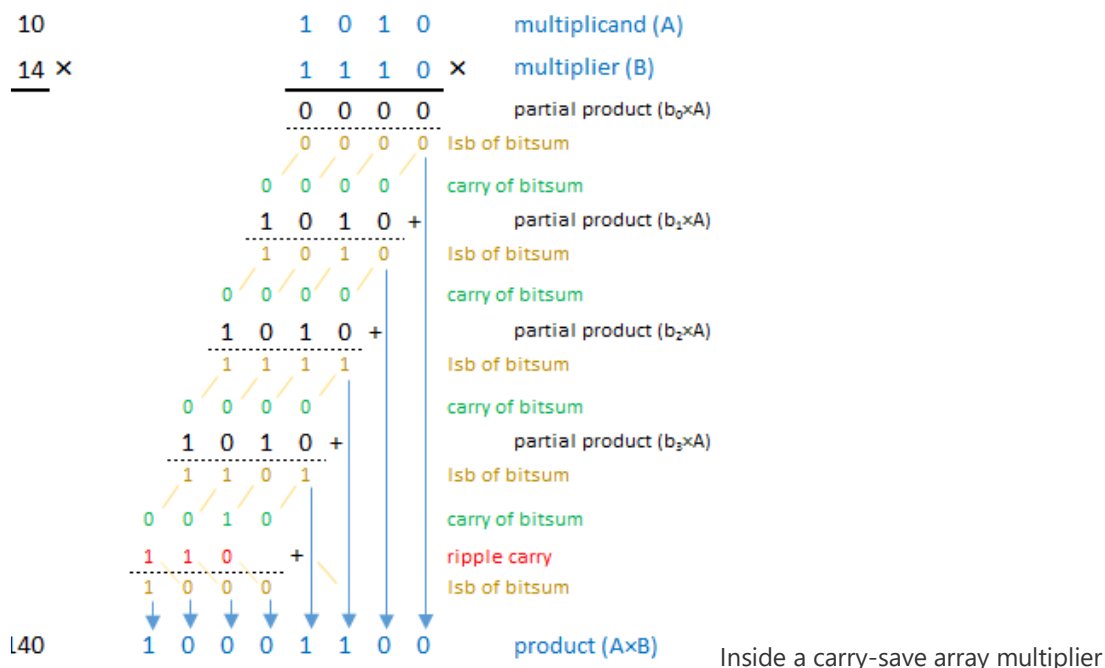 10 1 0 1 0 multiplicand (A)
14 × 1 1 1 0 × multiplier (B)
0 0 0 0 partial product (b₀×A)
0 0 0 0 lsb of bitsum
0 0 0 0 carry of bitsum
1 0 1 0 + partial product (b₁×A)
1 0 1 0 lsb of bitsum
0 0 0 0 carry of bitsum
1 0 1 0 + partial product (b₂×A)
1 1 1 1 lsb of bitsum
0 0 0 0 carry of bitsum
1 0 1 0 + partial product (b₃×A)
1 1 0 1 lsb of bitsum
0 0 1 0 carry of bitsum
1 1 0 + ripple carry
1 0 0 0 lsb of bitsum
140 1 0 0 0 1 1 0 0 product (A×B)
Inside a carry-save array multiplier